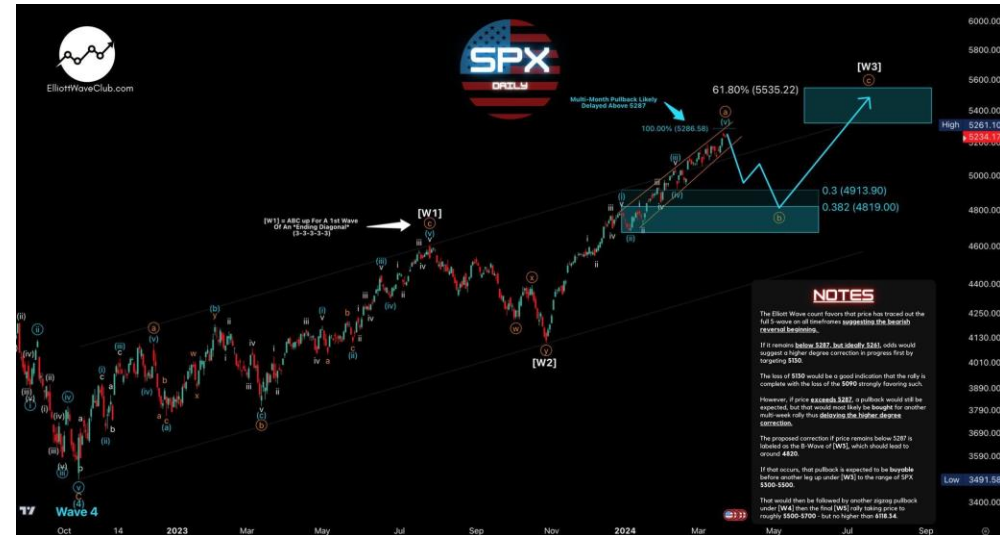 ElliottWaveClub.com
SPX
DAILY
Multi-Month Pullback Likely
Delayed Above 5287
100.00% (5286.58)
61.80% (5535.22)
[W3]
0.3 (4913.90)
0.382 (4819.00)
[W1] = ABC up For A 1st Wave
Of An *Ending Diagonal*
(3-3-3-3-3)
[W1]
[W2]
Wave 4
NOTES
The Elliott Wave count favors that price has traced out the
full 5-wave on all timeframes suggesting the bearish
reversal beginning.
If it remains below 5287, but ideally 5261, odds would
suggest a higher degree correction in progress first by
targeting 5130.
The loss of 5130 would be a good indication that the rally is
complete with the loss of the 5090 strongly favoring such.
However, if price exceeds 5287, a pullback would still be
expected, but that would most likely be bought for another
multi-week rally thus delaying the higher degree
correction.
The proposed correction if price remains below 5287 is
labeled as the B-Wave of [W3], which should lead to
around 4820.
If that occurs, that pullback is expected to be buyable
before another leg up under [W3] to the range of SPX
5300-5500.
That would then be followed by another zigzag pullback
under [W4] then the final [W5] rally taking price to
roughly 5500-5700 - but no higher than 6118.54.
6000.00
5800.00
5600.00
5400.00
High 5261.10
5234.17
5200.00
5000.00
4800.00
4600.00
4400.00
4250.00
4130.00
4010.00
3900.00
3790.00
3690.00
3590.00
Low 3491.58
3400.00
Oct 14 2023 Mar May Jul Sep Nov 2024 Mar May Jul Sep